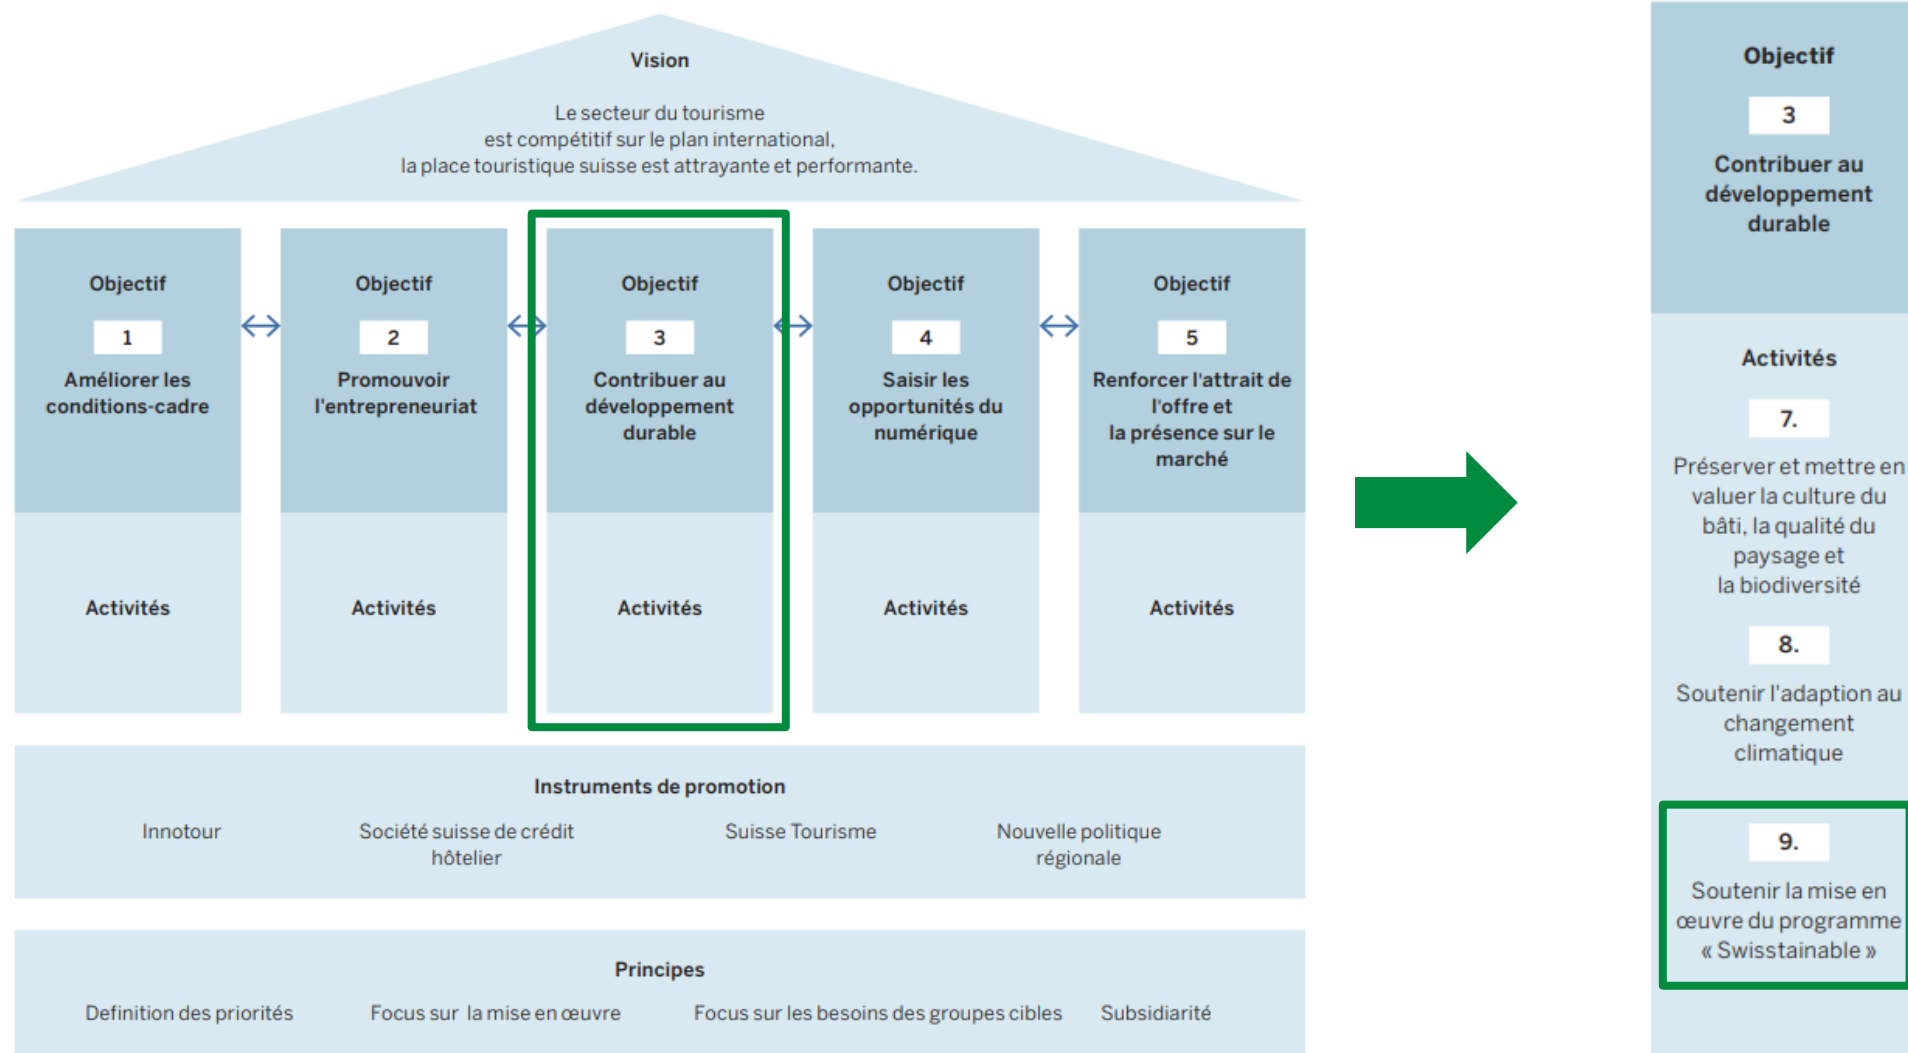 Vision
Le secteur du tourisme
est compétitif sur le plan international,
la place touristique suisse est attrayante et performante.
Objectif
1
Améliorer les
conditions-cadre
Activités
Objectif
2
Promouvoir
l'entrepreneuriat
Activités
Objectif
3
Contribuer au
développement
durable
Activités
Objectif
4
Saisir les
opportunités du
numérique
Activités
Objectif
5
Renforcer l'attrait de
l'offre et
la présence sur le
marché
Activités
Instruments de promotion
Innotour
Société suisse de crédit
hôtelier
Suisse Tourisme
Nouvelle politique
régionale
Principes
Definition des priorités
Focus sur la mise en œuvre
Focus sur les besoins des groupes cibles
Subsidiarité
Objectif
3
Contribuer au
développement
durable
Activités
7.
Préserver et mettre en
valuer la culture du
bâti, la qualité du
paysage et
la biodiversité
8.
Soutenir l'adaption au
changement
climatique
9.
Soutenir la mise en
œuvre du programme
« Swisstainable »